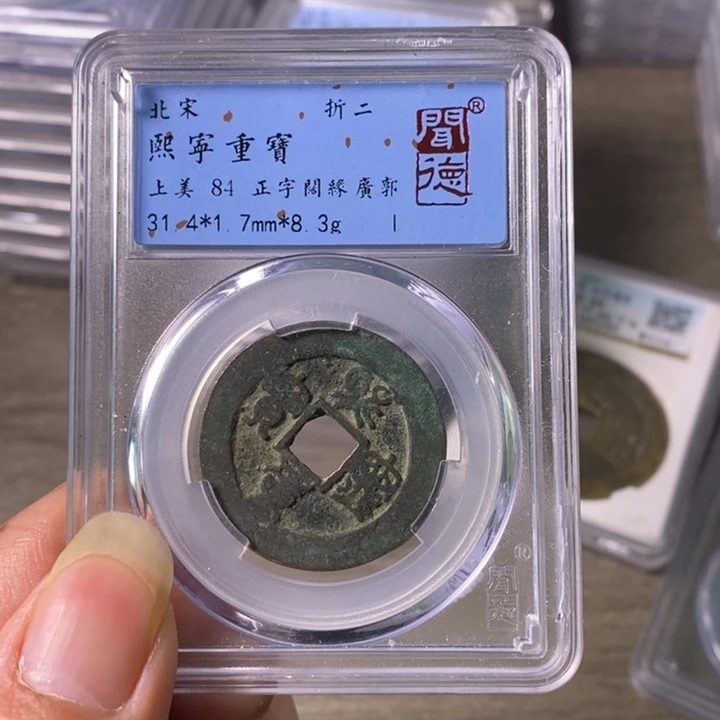 北宋 折二
熙寧重寶
上美 84 正字闊緣廣郭
31.4*1.7mm*8.3g |
聞德®